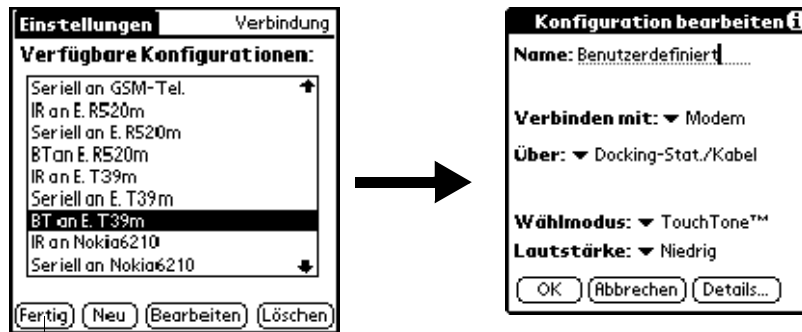 Einstellungen Verbindung
Verfügbare Konfigurationen:
Seriell an GSM-Tel.
IR an E. R520m
Seriell an E. R520m
BT an E. R520m
IR an E. T39m
Seriell an E. T39m
BT an E. T39m
IR an Nokia6210
Seriell an Nokia6210
Fertig Neu Bearbeiten Löschen
Konfiguration bearbeiten i
Name: Benutzerdefiniert
Verbinden mit: Modem
Über: Docking-Stat./Kabel
Wählmodus: TouchTone™
Lautstärke: Niedrig
OK Abbrechen Details...